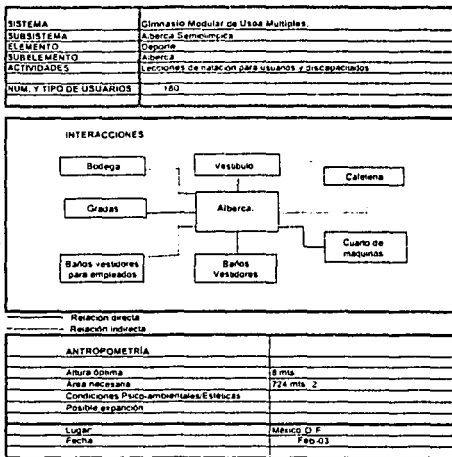 SISTEMA Gimnasio Modular de Usos Multiples.
SUBSISTEMA Alberca Semiolimpica
ELEMENTO Deporte
SUBELEMENTO Alberca
ACTIVIDADES Lecciones de natación para usuarios y discapacitados
NUM. Y TIPO DE USUARIOS 180
INTERACCIONES
Bodega Vestibulo Cafeteria
Gradas Alberca.
Cuarto de maquinas
Baños vestidores para empleados Baños Vestidores
Relación directa
Relación indirecta
ANTROPOMETRÍA
Altura óptima 8 mts
Área necesaria 724 mts. 2
Condiciones Psico-ambientales/Estéticas
Posible expanción
Lugar México D.F
Fecha Feb-03